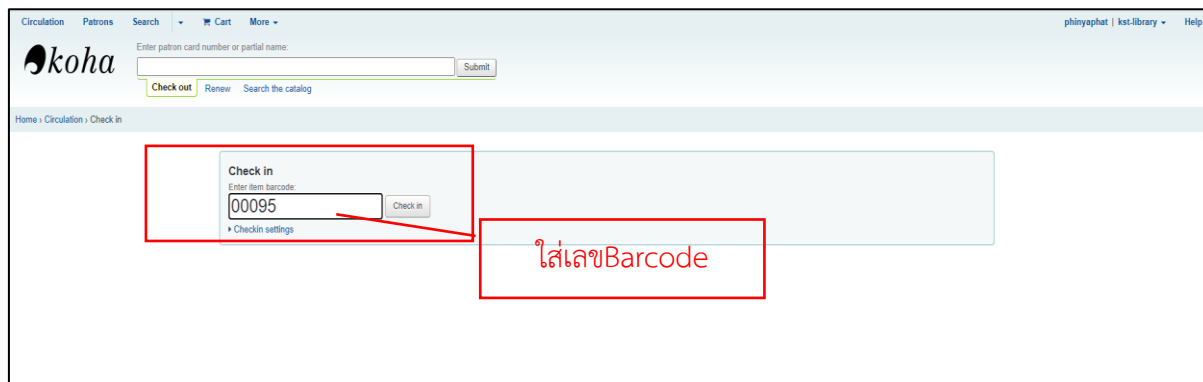 Circulation Patrons Search Cart More phinyaphat | kst-library Help
koha
Enter patron card number or partial name:
Submit
Check out Renew Search the catalog
Home › Circulation › Check in
Check in
Enter item barcode:
00095 Check in
Checkin settings
ใส่เลขBarcode